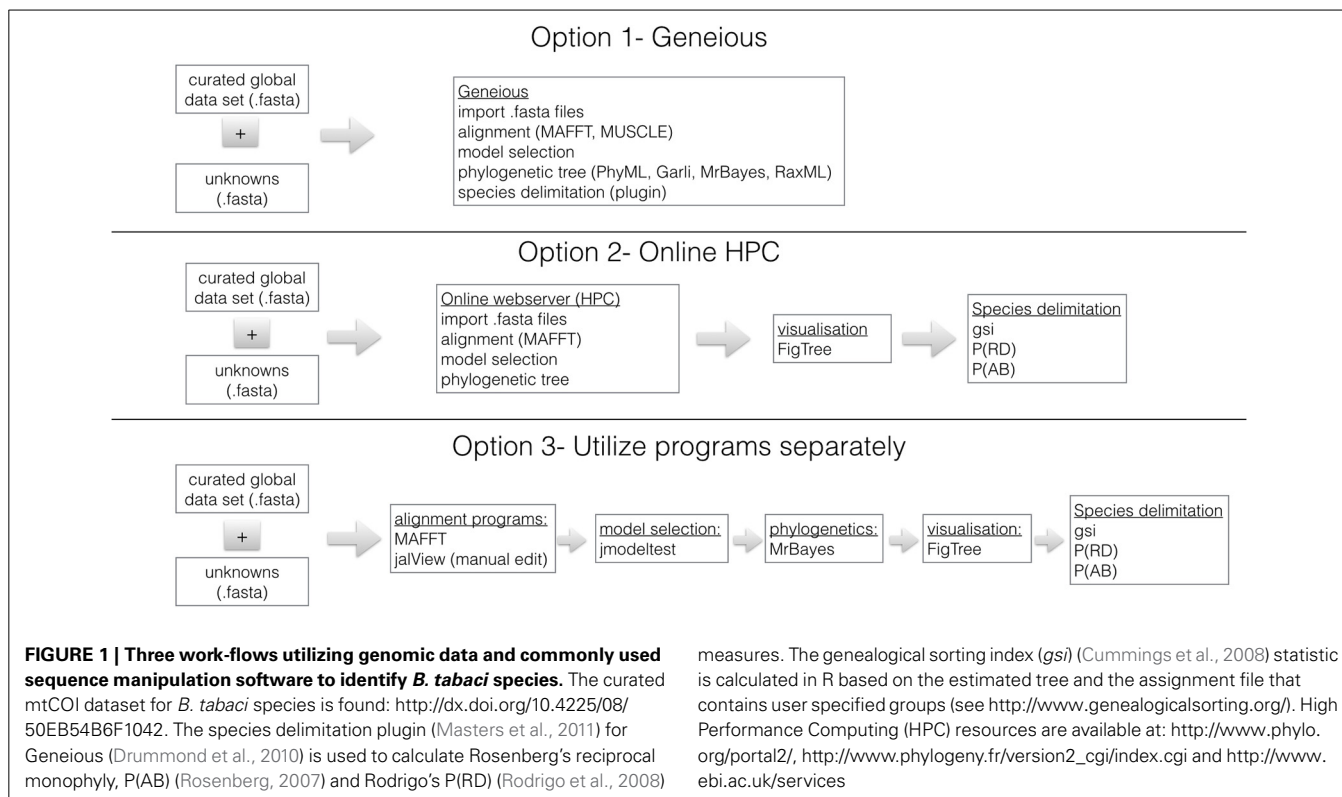 Option 1- Geneious
curated global
data set (.fasta)
+
unknowns
(.fasta)
Geneious
import .fasta files
alignment (MAFFT, MUSCLE)
model selection
phylogenetic tree (PhyML, Garli, MrBayes, RaxML)
species delimitation (plugin)
Option 2- Online HPC
curated global
data set (.fasta)
+
unknowns
(.fasta)
Online webserver (HPC)
import .fasta files
alignment (MAFFT)
model selection
phylogenetic tree
visualisation
FigTree
Species delimitation
gsi
P(RD)
P(AB)
Option 3- Utilize programs separately
curated global
data set (.fasta)
+
unknowns
(.fasta)
alignment programs:
MAFFT
jalView (manual edit)
model selection:
jmodeltest
phylogenetics:
MrBayes
visualisation:
FigTree
Species delimitation
gsi
P(RD)
P(AB)
FIGURE 1 | Three work-flows utilizing genomic data and commonly used
sequence manipulation software to identify B. tabaci species. The curated
mtCOI dataset for B. tabaci species is found: http://dx.doi.org/10.4225/08/
50EB54B6F1042. The species delimitation plugin (Masters et al., 2011) for
Geneious (Drummond et al., 2010) is used to calculate Rosenberg's reciprocal
monophyly, P(AB) (Rosenberg, 2007) and Rodrigo's P(RD) (Rodrigo et al., 2008)
measures. The genealogical sorting index (gsi) (Cummings et al., 2008) statistic
is calculated in R based on the estimated tree and the assignment file that
contains user specified groups (see http://www.genealogicalsorting.org/). High
Performance Computing (HPC) resources are available at: http://www.phylo.
org/portal2/, http://www.phylogeny.fr/version2_cgi/index.cgi and http://www.
ebi.ac.uk/services